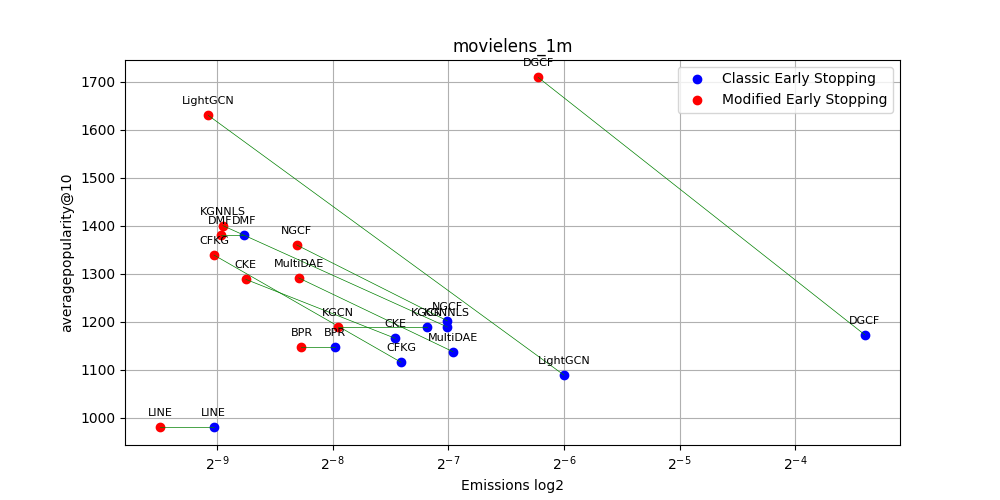 movielens_1m
DGCF
Classic Early Stopping
Modified Early Stopping
1700
LightGCN
1600
1500
1400
1300
1200
1100
1000
averagepopularity@10
KGNNLS
DMF DMF
NGCF
CFKG
CKE
MultiDAE
KGCN
NGCF
KGCN
KGNNLS
DGCF
BPR BPR
CKE
MultiDAE
CFKG
LightGCN
LINE LINE
2⁻⁹ 2⁻⁸ 2⁻⁷ 2⁻⁶ 2⁻⁵ 2⁻⁴
Emissions log2